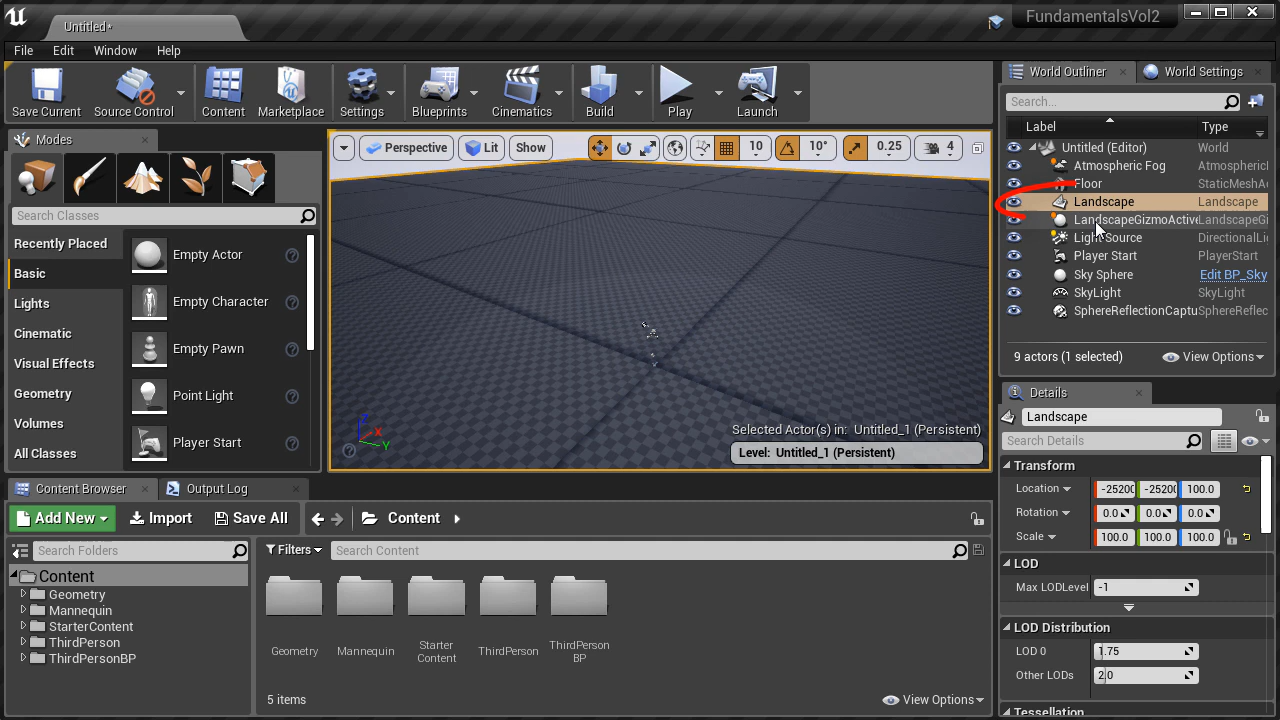 Untitled*
FundamentalsVol2
File Edit Window Help
World Outliner World Settings
Save Current Source Control Content Marketplace Settings Blueprints Cinematics Build Play Launch
Search...
Label Type
Modes
Perspective Lit Show 10 10° 0.25 4
Untitled (Editor) World
Atmospheric Fog Atmospheric
Floor StaticMeshA
Landscape Landscape
LandscapeGizmoActive LandscapeGi
Light Source DirectionalLi
Player Start PlayerStart
Sky Sphere Edit BP_Sky
SkyLight SkyLight
SphereReflectionCaptu SphereReflec
9 actors (1 selected) View Options
Search Classes
Recently Placed
Basic
Lights
Cinematic
Visual Effects
Geometry
Volumes
All Classes
Empty Actor
Empty Character
Empty Pawn
Point Light
Player Start
Z
X
Y
Selected Actor(s) in: Untitled_1 (Persistent)
Level: Untitled_1 (Persistent)
Details
Landscape
Search Details
Transform
Location -25200 -25200 100.0
Rotation 0.0 0.0 0.0
Scale 100.0 100.0 100.0
LOD
Max LODLevel -1
LOD Distribution
LOD 0 1.75
Other LODs 2.0
Tessellation
Content Browser Output Log
Add New Import Save All Content
Search Folders
Filters Search Content
Content
Geometry
Mannequin
StarterContent
ThirdPerson
ThirdPersonBP
Geometry
Mannequin
Starter
Content
ThirdPerson
ThirdPerson
BP
5 items View Options